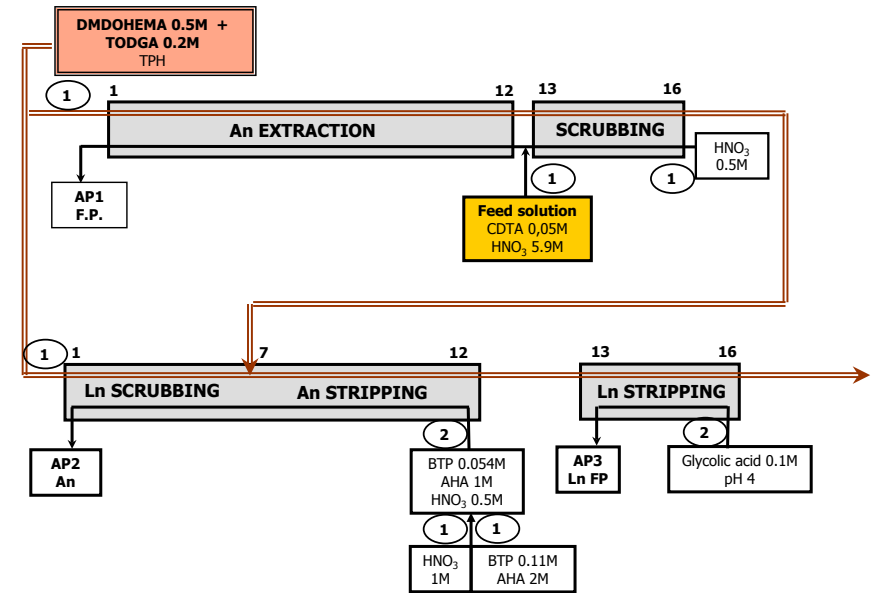 DMDOHEMA 0.5M +
TODGA 0.2M
TPH
1
1
12
13
16
An EXTRACTION
SCRUBBING
HNO₃
0.5M
1
1
AP1
F.P.
Feed solution
CDTA 0,05M
HNO₃ 5.9M
1
1
7
12
13
16
Ln SCRUBBING
An STRIPPING
Ln STRIPPING
2
2
AP2
An
BTP 0.054M
AHA 1M
HNO₃ 0.5M
AP3
Ln FP
Glycolic acid 0.1M
pH 4
1
1
HNO₃
1M
BTP 0.11M
AHA 2M